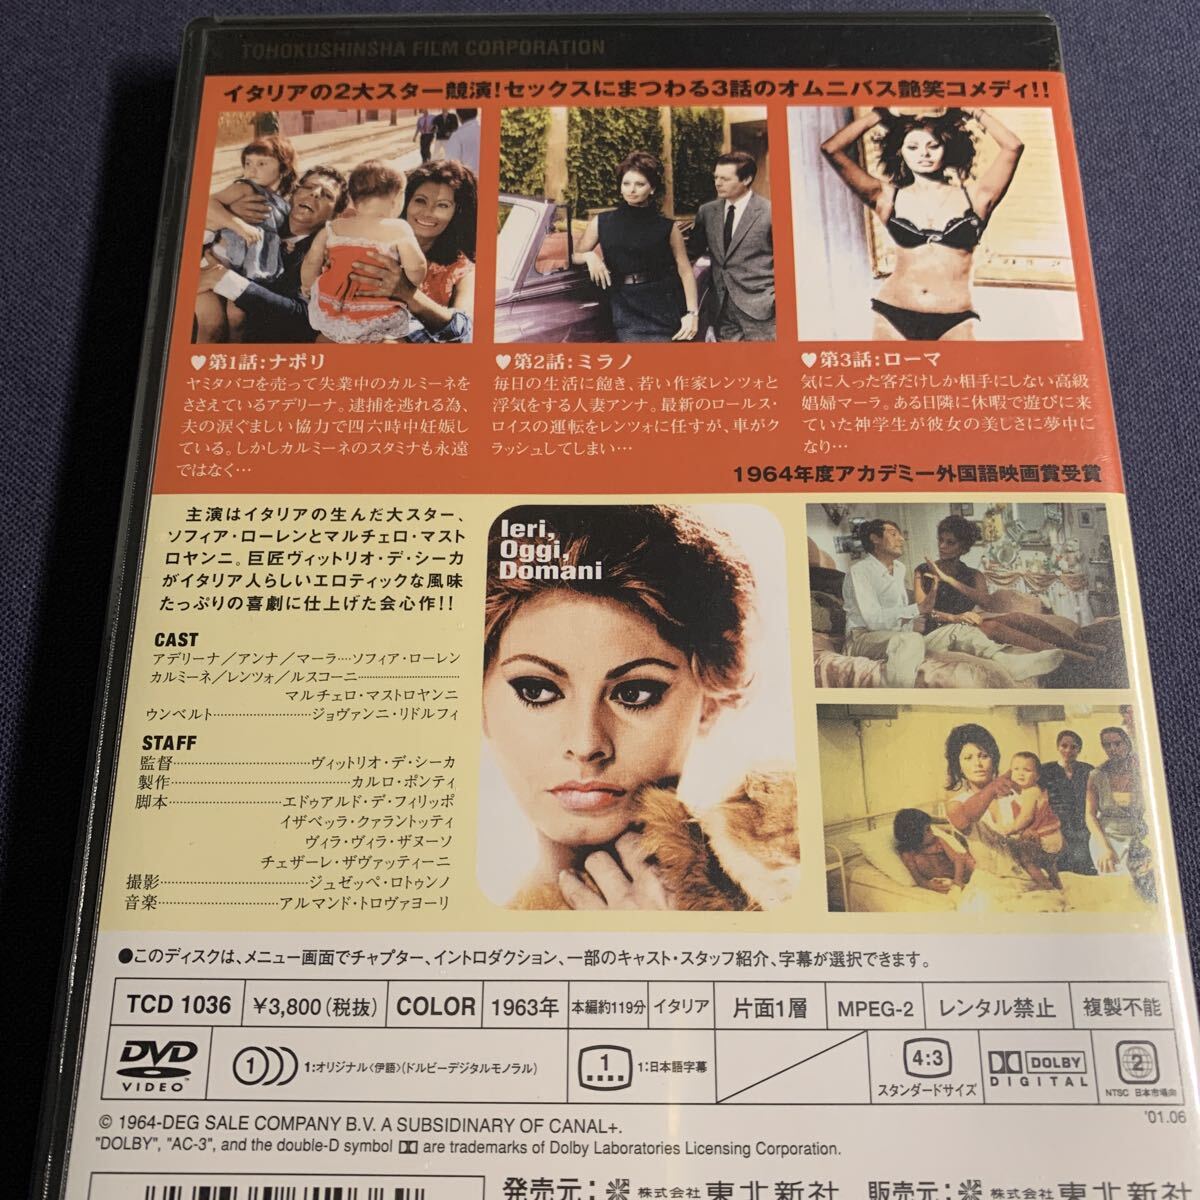 TOHOKUSHINSHA FILM CORPORATION
イタリアの2大スター競演!セックスにまつわる3話のオムニバス艶笑コメディ!!
♥第1話:ナポリ
ヤミタバコを売って失業中のカルミーネを
ささえているアデリーナ。逮捕を逃れる為、
夫の涙ぐましい協力で四六時中妊娠し
ている。しかしカルミーネのスタミナも永遠
ではなく…
♥第2話:ミラノ
毎日の生活に飽き、若い作家レンツォと
浮気をする人妻アンナ。最新のロールス・
ロイスの運転をレンツォに任すが、車がク
ラッシュしてしまい…
♥第3話:ローマ
気に入った客だけしか相手にしない高級
娼婦マーラ。ある日隣に休暇で遊びに来
ていた神学生が彼女の美しさに夢中に
なり…
1964年度アカデミー外国語映画賞受賞
主演はイタリアの生んだ大スター、
ソフィア・ローレンとマルチェロ・マスト
ロヤンニ。巨匠ヴィットリオ・デ・シーカ
がイタリア人らしいエロティックな風味
たっぷりの喜劇に仕上げた会心作!!
Ieri,
Oggi,
Domani
CAST
アデリーナ/アンナ/マーラ…ソフィア・ローレン
カルミーネ/レンツォ/ルスコーニ………………
マルチェロ・マストロヤンニ
ウンベルト………………ジョヴァンニ・リドルフィ
STAFF
監督………………ヴィットリオ・デ・シーカ
製作………………カルロ・ポンティ
脚本………………エドゥアルド・デ・フィリッポ
イザベッラ・クァラントッティ
ヴィラ・ヴィラ・ザヌーソ
チェザーレ・ザヴァッティーニ
撮影………………ジュゼッペ・ロトゥンノ
音楽………………アルマンド・トロヴァヨーリ
●このディスクは、メニュー画面でチャプター、イントロダクション、一部のキャスト・スタッフ紹介、字幕が選択できます。
TCD 1036 ¥3,800(税抜) COLOR 1963年 本編約119分 イタリア 片面1層 MPEG-2 レンタル禁止 複製不能
DVD VIDEO 1 1:オリジナル〈伊語〉(ドルビーデジタルモノラル) 1 1:日本語字幕 4:3 スタンダードサイズ DOLBY DIGITAL 2 NTSC 日本市場向
© 1964-DEG SALE COMPANY B.V. A SUBSIDINARY OF CANAL+. '01.06
"DOLBY", "AC-3", and the double-D symbol are trademarks of Dolby Laboratories Licensing Corporation.
発売元: 株式会社 東北新社 販売元: 株式会社 東北新社